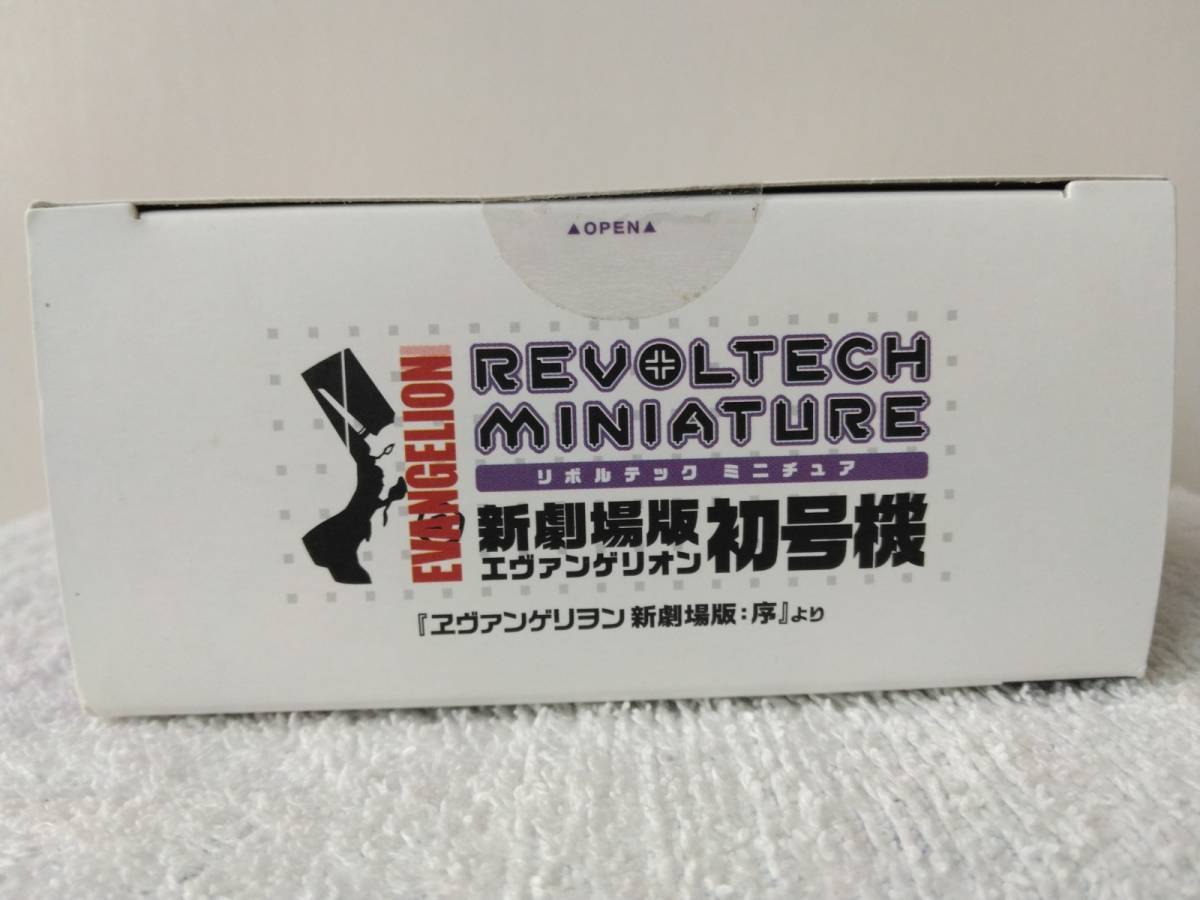 ▲OPEN▲
EVANGELION
REVOLTECH
MINIATURE
リボルテック ミニチュア
新劇場版
エヴァンゲリオン
初号機
『ヱヴァンゲリヲン 新劇場版:序』より